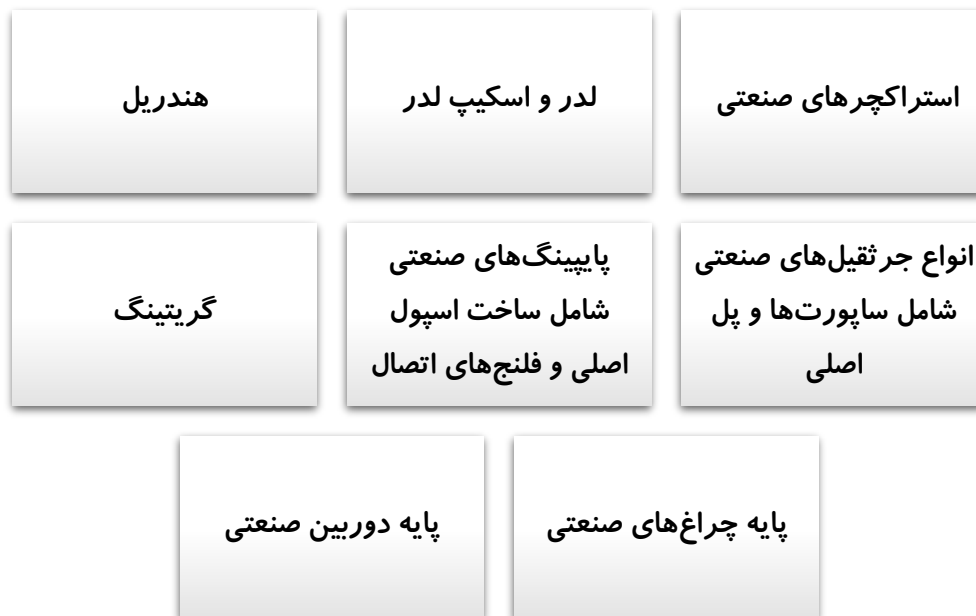 استراکچرهای صنعتی
لدر و اسکیپ لدر
هندریل
انواع جرثقیل‌های صنعتی
شامل ساپورت‌ها و پل
اصلی
پایپینگ‌های صنعتی
شامل ساخت اسپول
اصلی و فلنج‌های اتصال
گریتینگ
پایه چراغ‌های صنعتی
پایه دوربین صنعتی